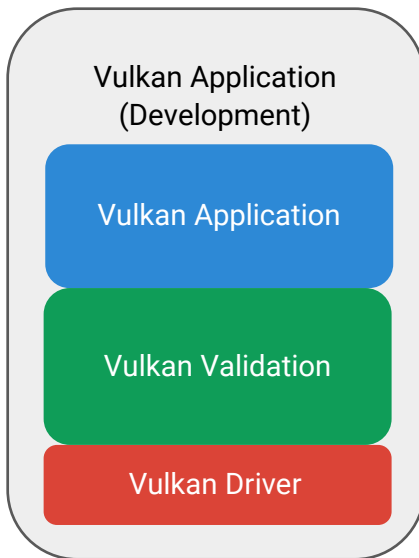 Vulkan Application
(Development)
Vulkan Application
Vulkan Validation
Vulkan Driver